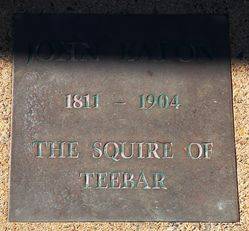 JOHN EATON
1811 - 1904
THE SQUIRE OF
TEEBAR